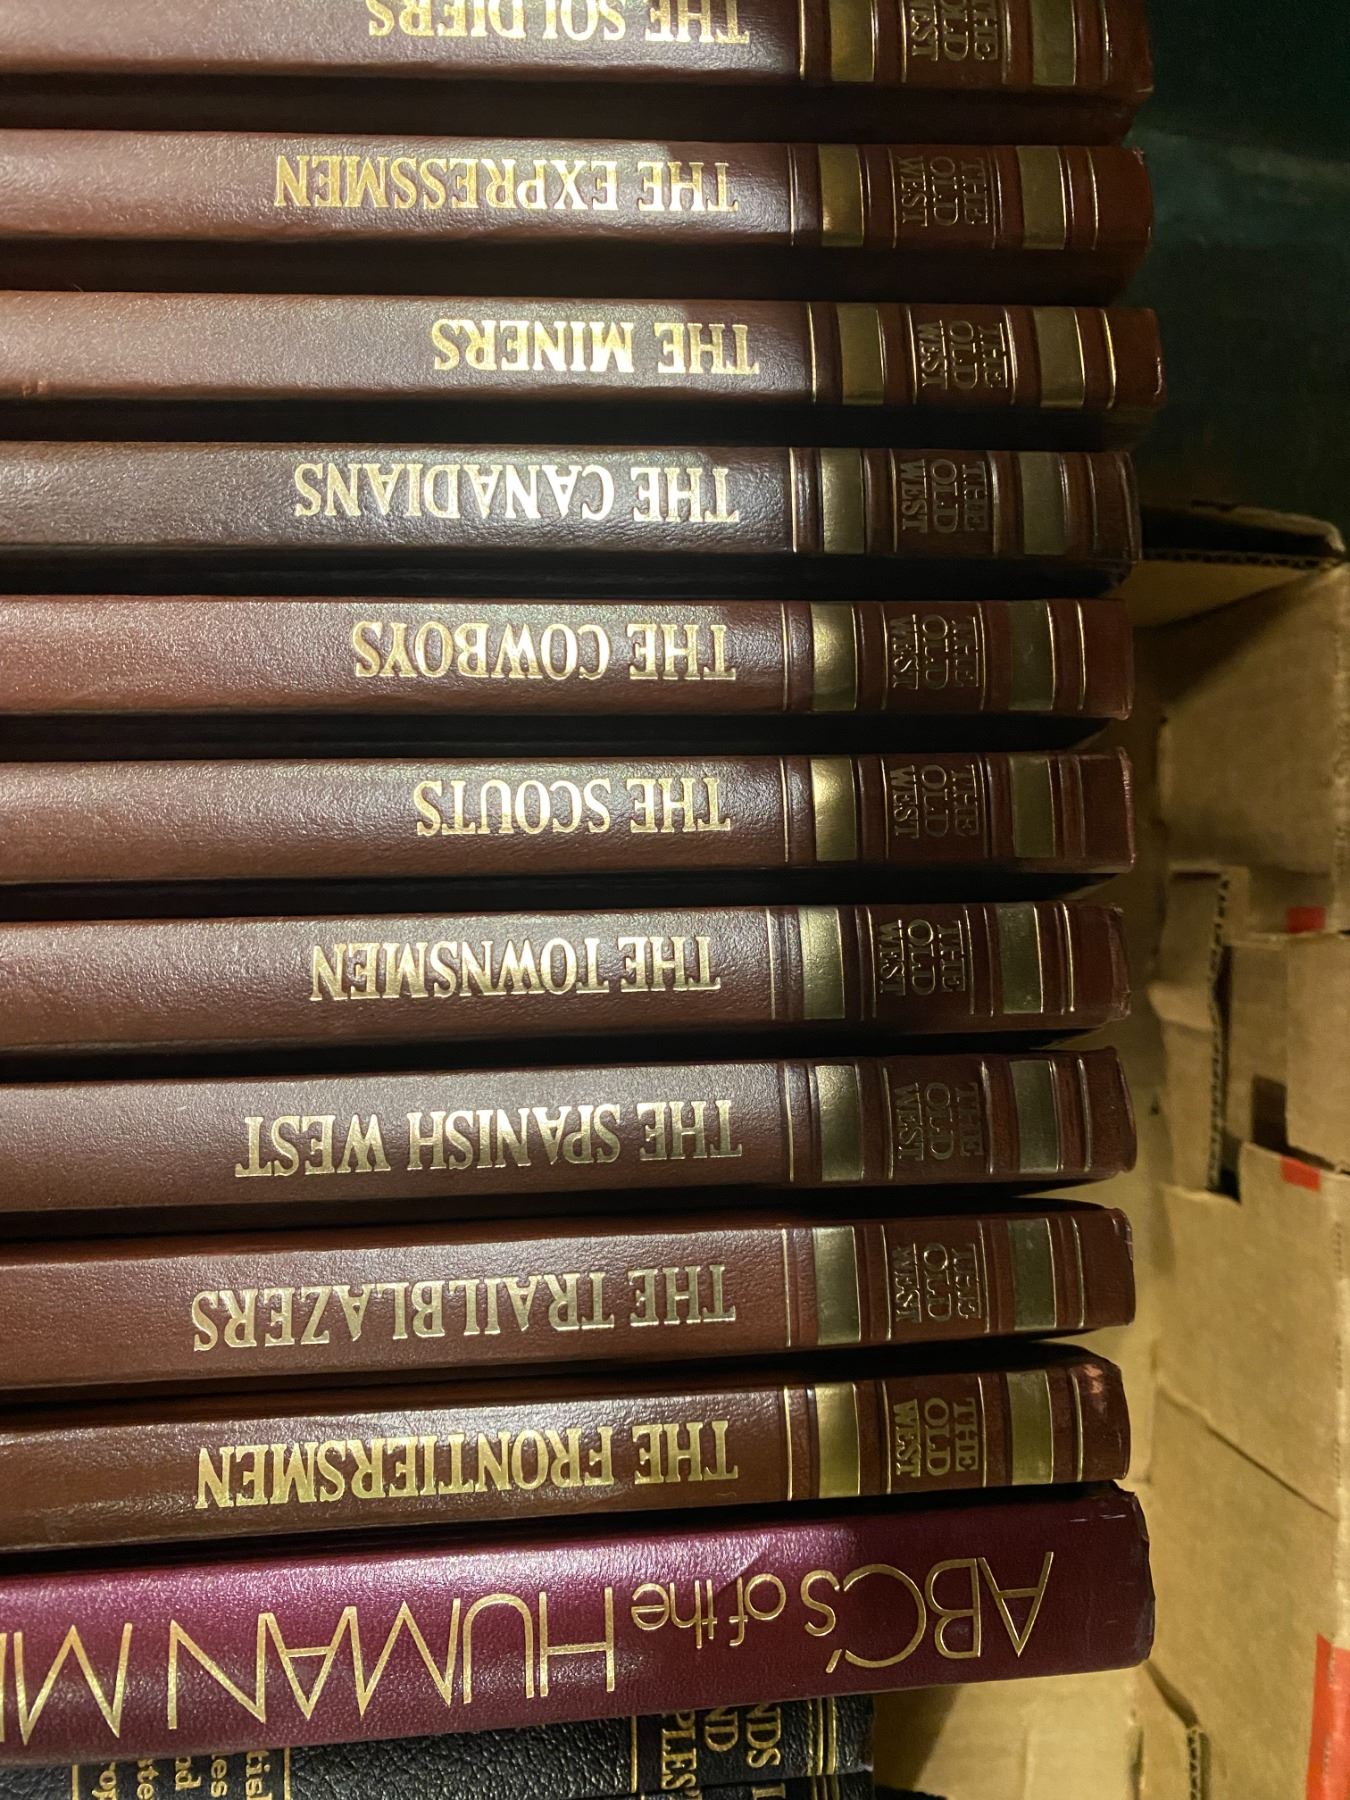 THE SOLDIERS
THE
OLD
WEST
THE EXPRESSMEN
THE
OLD
WEST
THE MINERS
THE
OLD
WEST
THE CANADIANS
THE
OLD
WEST
THE COWBOYS
THE
OLD
WEST
THE SCOUTS
THE
OLD
WEST
THE TOWNSMEN
THE
OLD
WEST
THE SPANISH WEST
THE
OLD
WEST
THE TRAILBLAZERS
THE
OLD
WEST
THE FRONTIERSMEN
THE
OLD
WEST
ABC's of the HUMAN MI